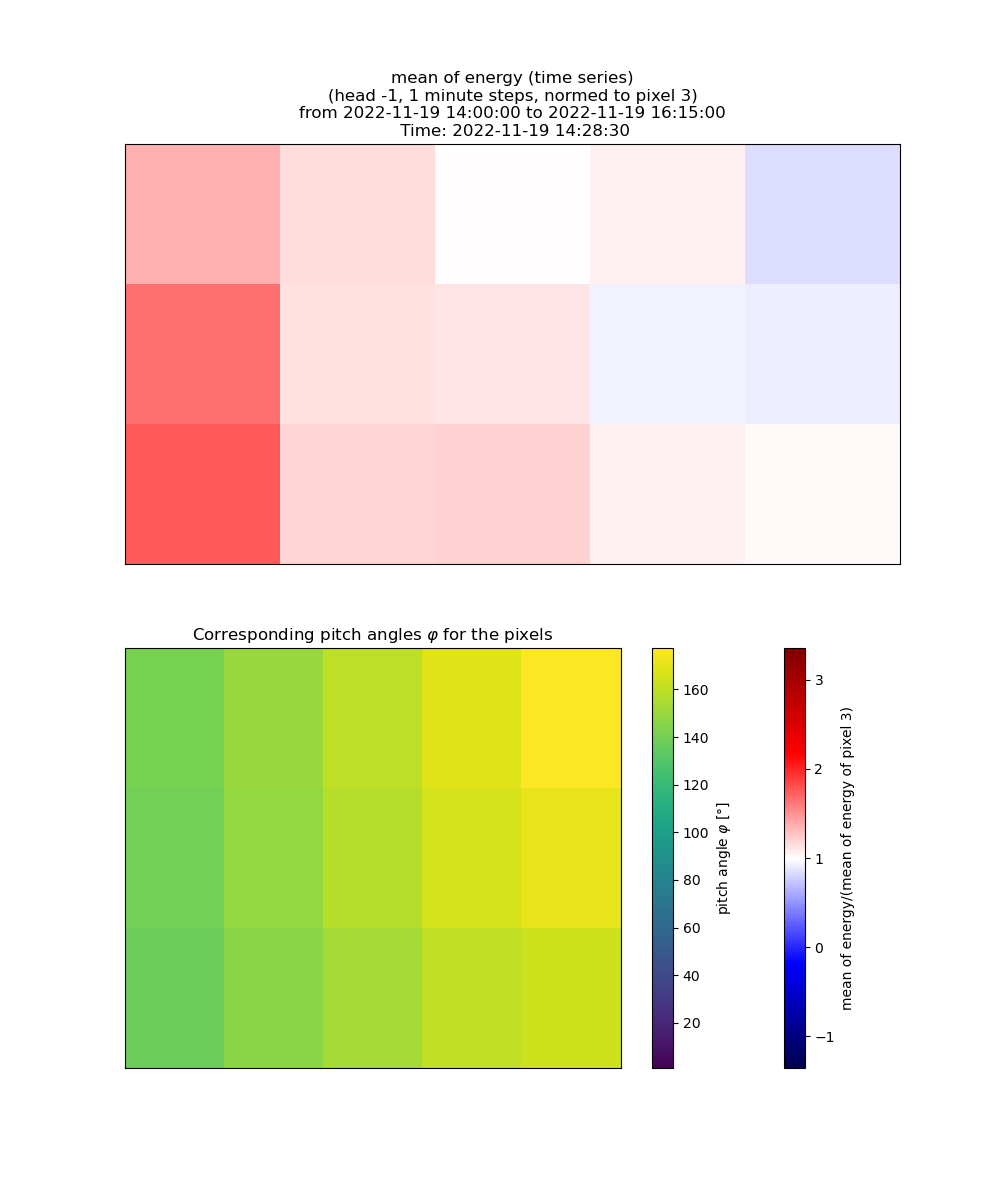 mean of energy (time series)
(head -1, 1 minute steps, normed to pixel 3)
from 2022-11-19 14:00:00 to 2022-11-19 16:15:00
Time: 2022-11-19 14:28:30
Corresponding pitch angles φ for the pixels
160
140
120
100
80
60
40
20
pitch angle φ [°]
3
2
1
0
−1
mean of energy/(mean of energy of pixel 3)